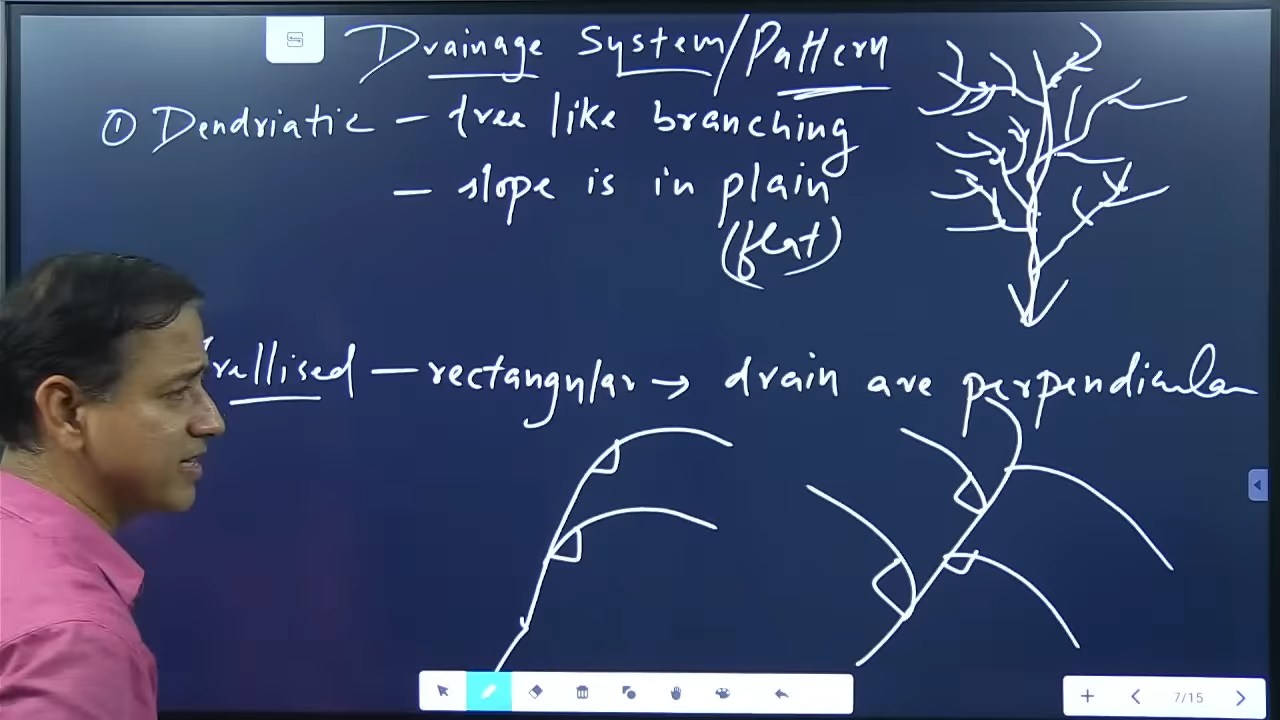 Drainage System/Pattern
① Dendriatic – tree like branching
– slope is in plain
(flat)
rallised – rectangular → drain are perpendicular
7/15